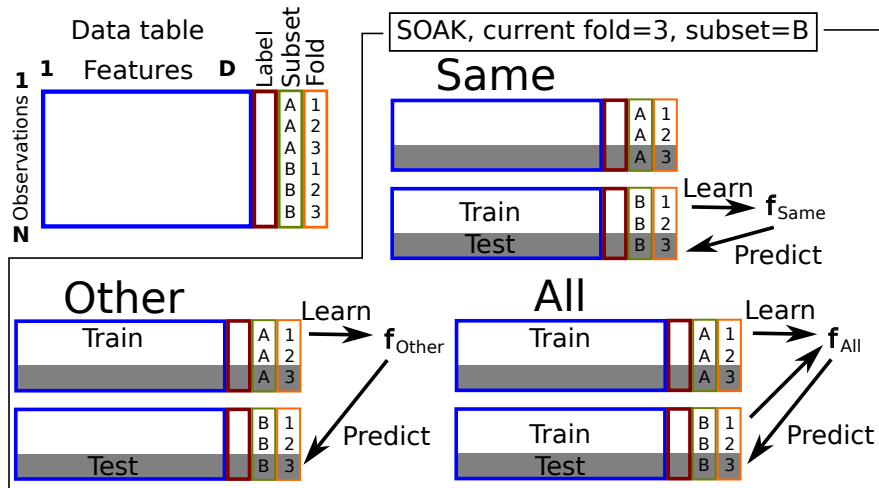 Data table
1 Features D
1
Observations
N
Label
Subset
Fold
A 1
A 2
A 3
B 1
B 2
B 3
SOAK, current fold=3, subset=B
Same
A 1
A 2
A 3
Train
Test
B 1
B 2
B 3
Learn
f Same
Predict
Other
Train
A 1
A 2
A 3
Learn
f Other
Predict
B 1
B 2
Test B 3
All
Train
A 1
A 2
A 3
Learn
f All
Train
B 1
B 2
Test B 3
Predict